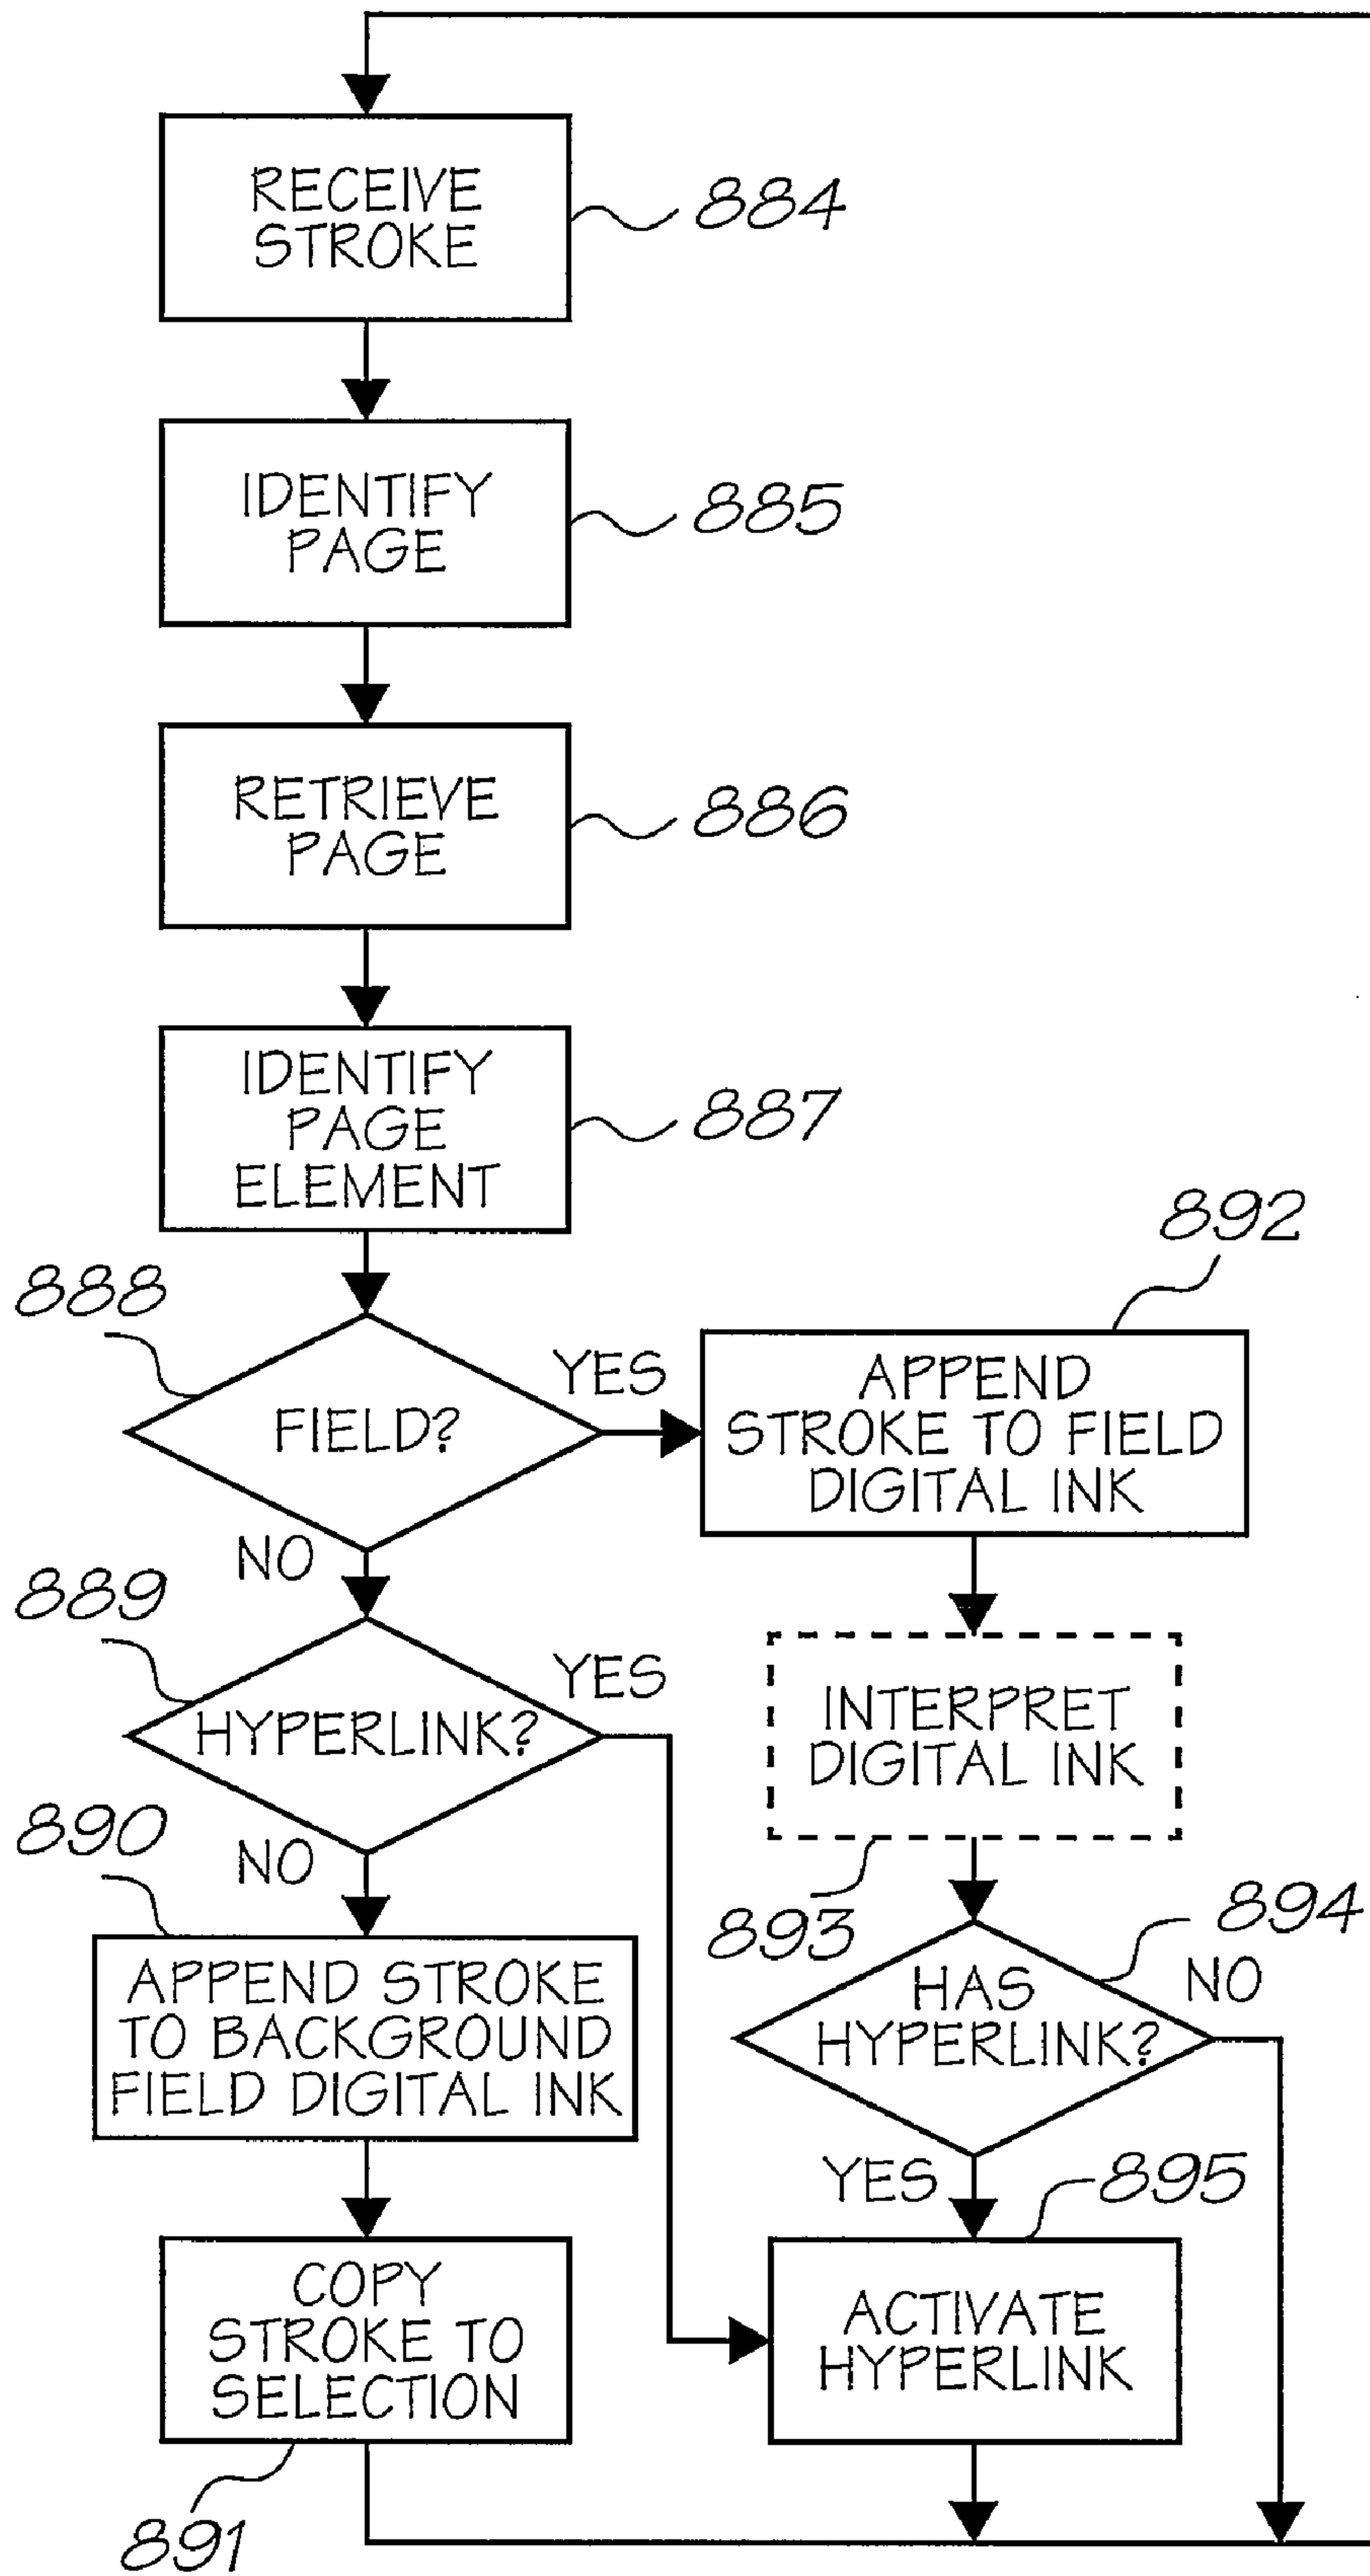 RECEIVE
STROKE
884
IDENTIFY
PAGE
885
RETRIEVE
PAGE
886
IDENTIFY
PAGE
ELEMENT
887
888
FIELD?
YES
NO
892
APPEND
STROKE TO FIELD
DIGITAL INK
889
HYPERLINK?
YES
NO
INTERPRET
DIGITAL INK
893
890
APPEND STROKE
TO BACKGROUND
FIELD DIGITAL INK
894
HAS
HYPERLINK?
NO
YES
895
COPY
STROKE TO
SELECTION
891
ACTIVATE
HYPERLINK